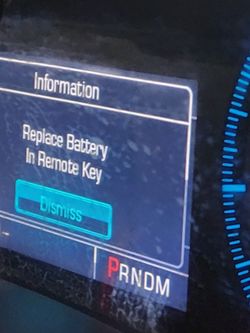 Information
Replace Battery
In Remote Key
Dismiss
PRNDM